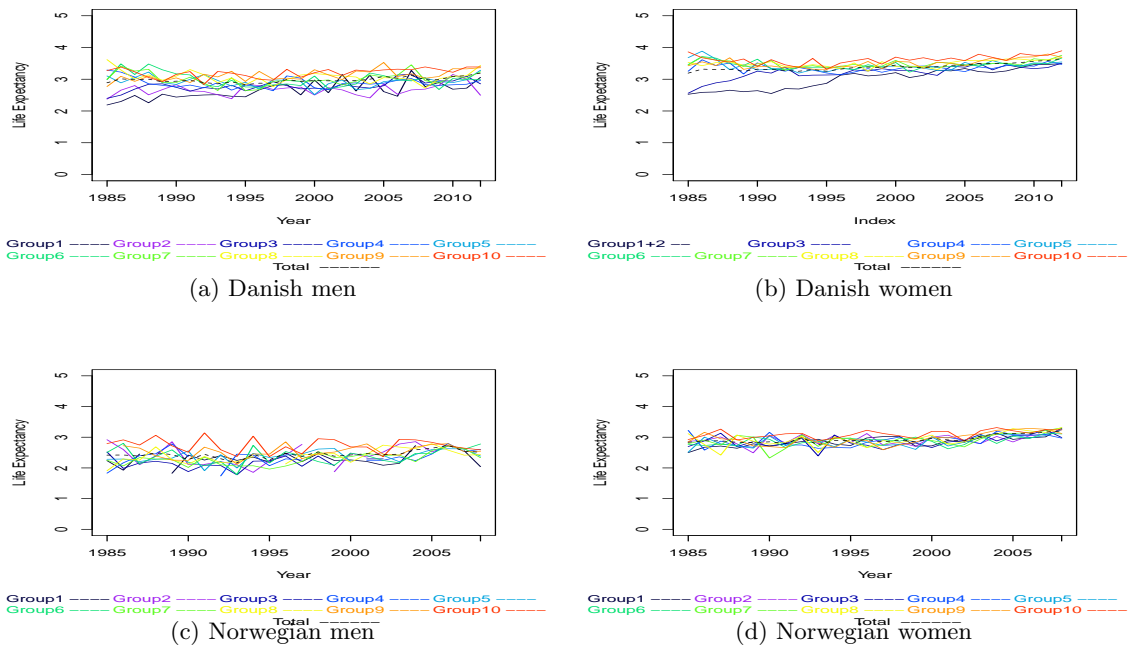 Life Expectancy
5
4
3
2
1
0
1985 1990 1995 2000 2005 2010
Year
Group1 ---- Group2 ---- Group3 ---- Group4 ---- Group5 ----
Group6 ---- Group7 ---- Group8 ---- Group9 ---- Group10 ----
Total ------
(a) Danish men
Life Expectancy
5
4
3
2
1
0
1985 1990 1995 2000 2005 2010
Index
Group1+2 -- Group3 ---- Group4 ---- Group5 ----
Group6 ---- Group7 ---- Group8 ---- Group9 ---- Group10 ----
Total ------
(b) Danish women
Life Expectancy
5
4
3
2
1
0
1985 1990 1995 2000 2005
Year
Group1 ---- Group2 ---- Group3 ---- Group4 ---- Group5 ----
Group6 ---- Group7 ---- Group8 ---- Group9 ---- Group10 ----
Total ------
(c) Norwegian men
Life Expectancy
5
4
3
2
1
0
1985 1990 1995 2000 2005
Year
Group1 ---- Group2 ---- Group3 ---- Group4 ---- Group5 ----
Group6 ---- Group7 ---- Group8 ---- Group9 ---- Group10 ----
Total ------
(d) Norwegian women